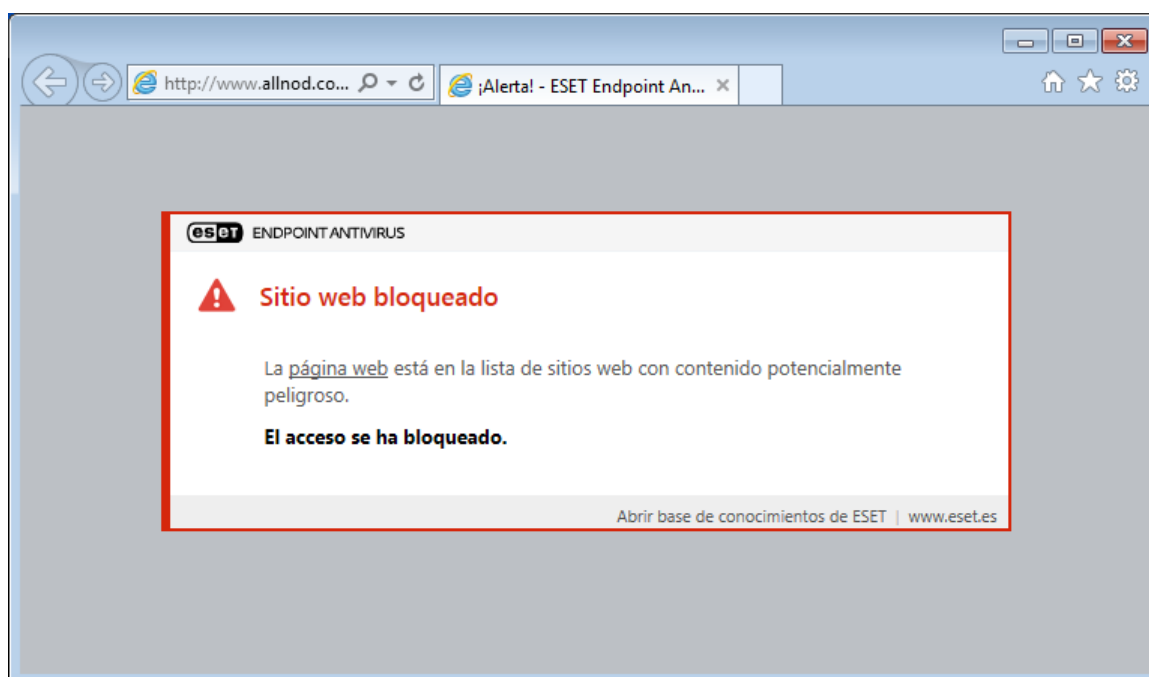 http://www.allnod.co...
¡Alerta! - ESET Endpoint An...
eset ENDPOINT ANTIVIRUS
Sitio web bloqueado
La página web está en la lista de sitios web con contenido potencialmente
peligroso.
El acceso se ha bloqueado.
Abrir base de conocimientos de ESET | www.eset.es